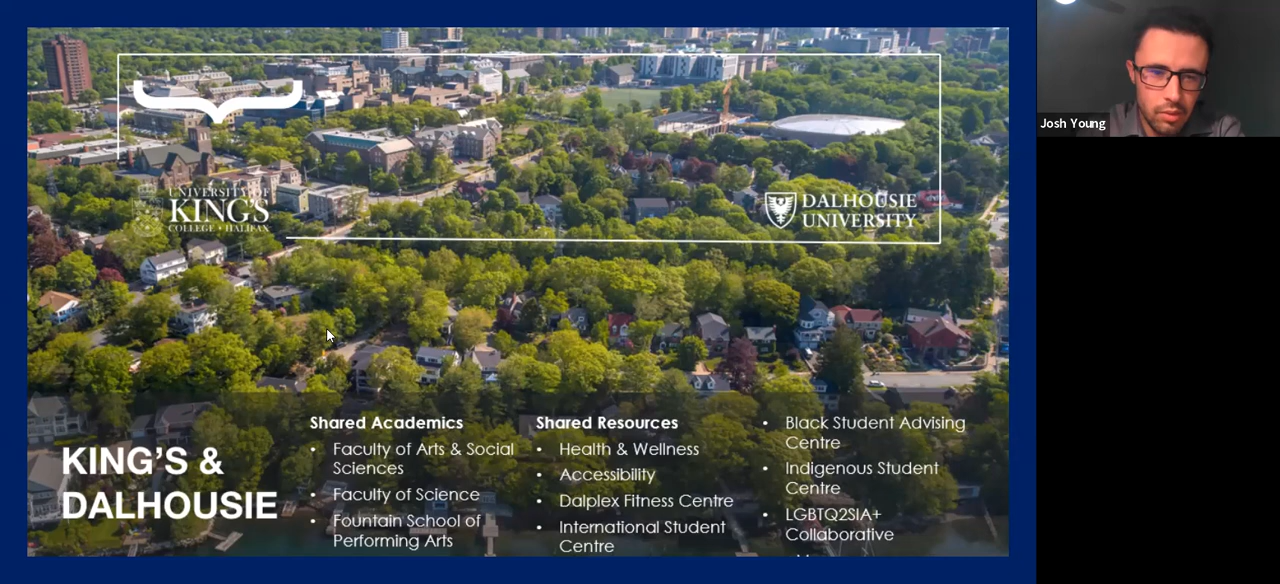 UNIVERSITY OF
KING'S
COLLEGE • HALIFAX
DALHOUSIE
UNIVERSITY
KING'S &
DALHOUSIE
Shared Academics
• Faculty of Arts & Social
Sciences
• Faculty of Science
• Fountain School of
Performing Arts
Shared Resources
• Health & Wellness
• Accessibility
• Dalplex Fitness Centre
• International Student
Centre
• Black Student Advising
Centre
• Indigenous Student
Centre
• LGBTQ2SIA+
Collaborative
Josh Young